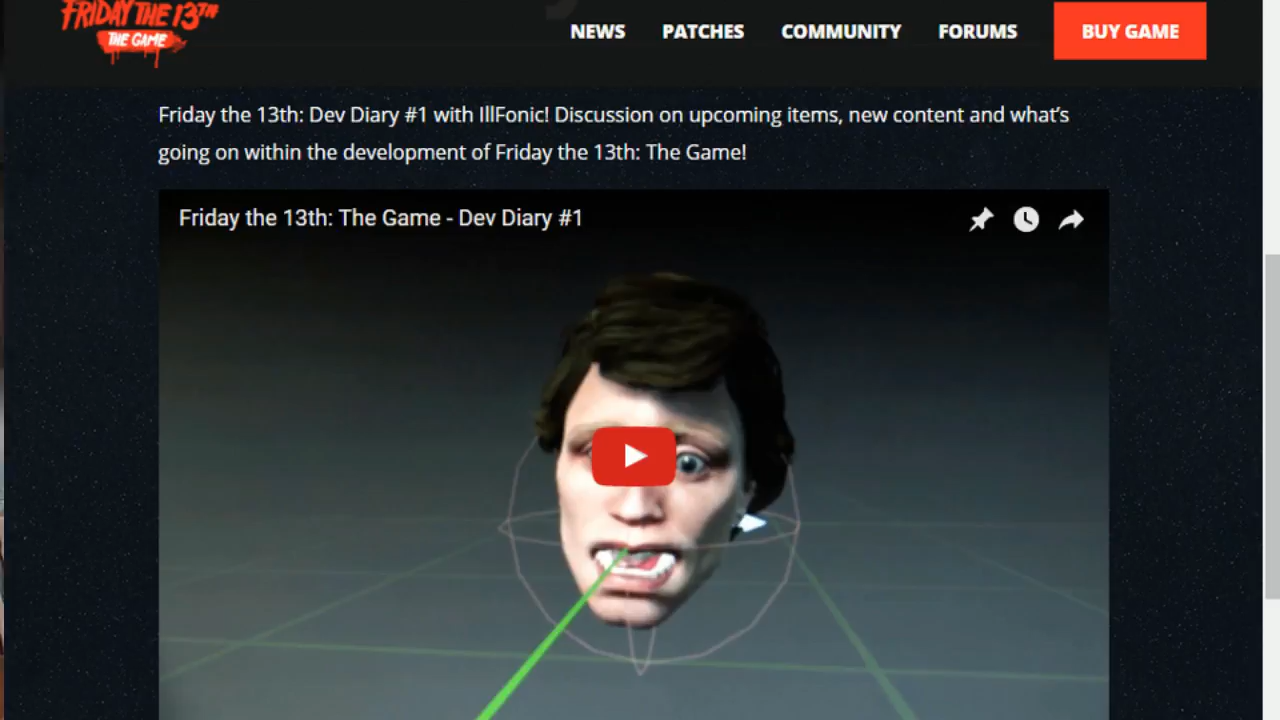 FRIDAY THE 13TH
THE GAME
NEWS PATCHES COMMUNITY FORUMS BUY GAME
Friday the 13th: Dev Diary #1 with IllFonic! Discussion on upcoming items, new content and what’s
going on within the development of Friday the 13th: The Game!
Friday the 13th: The Game - Dev Diary #1